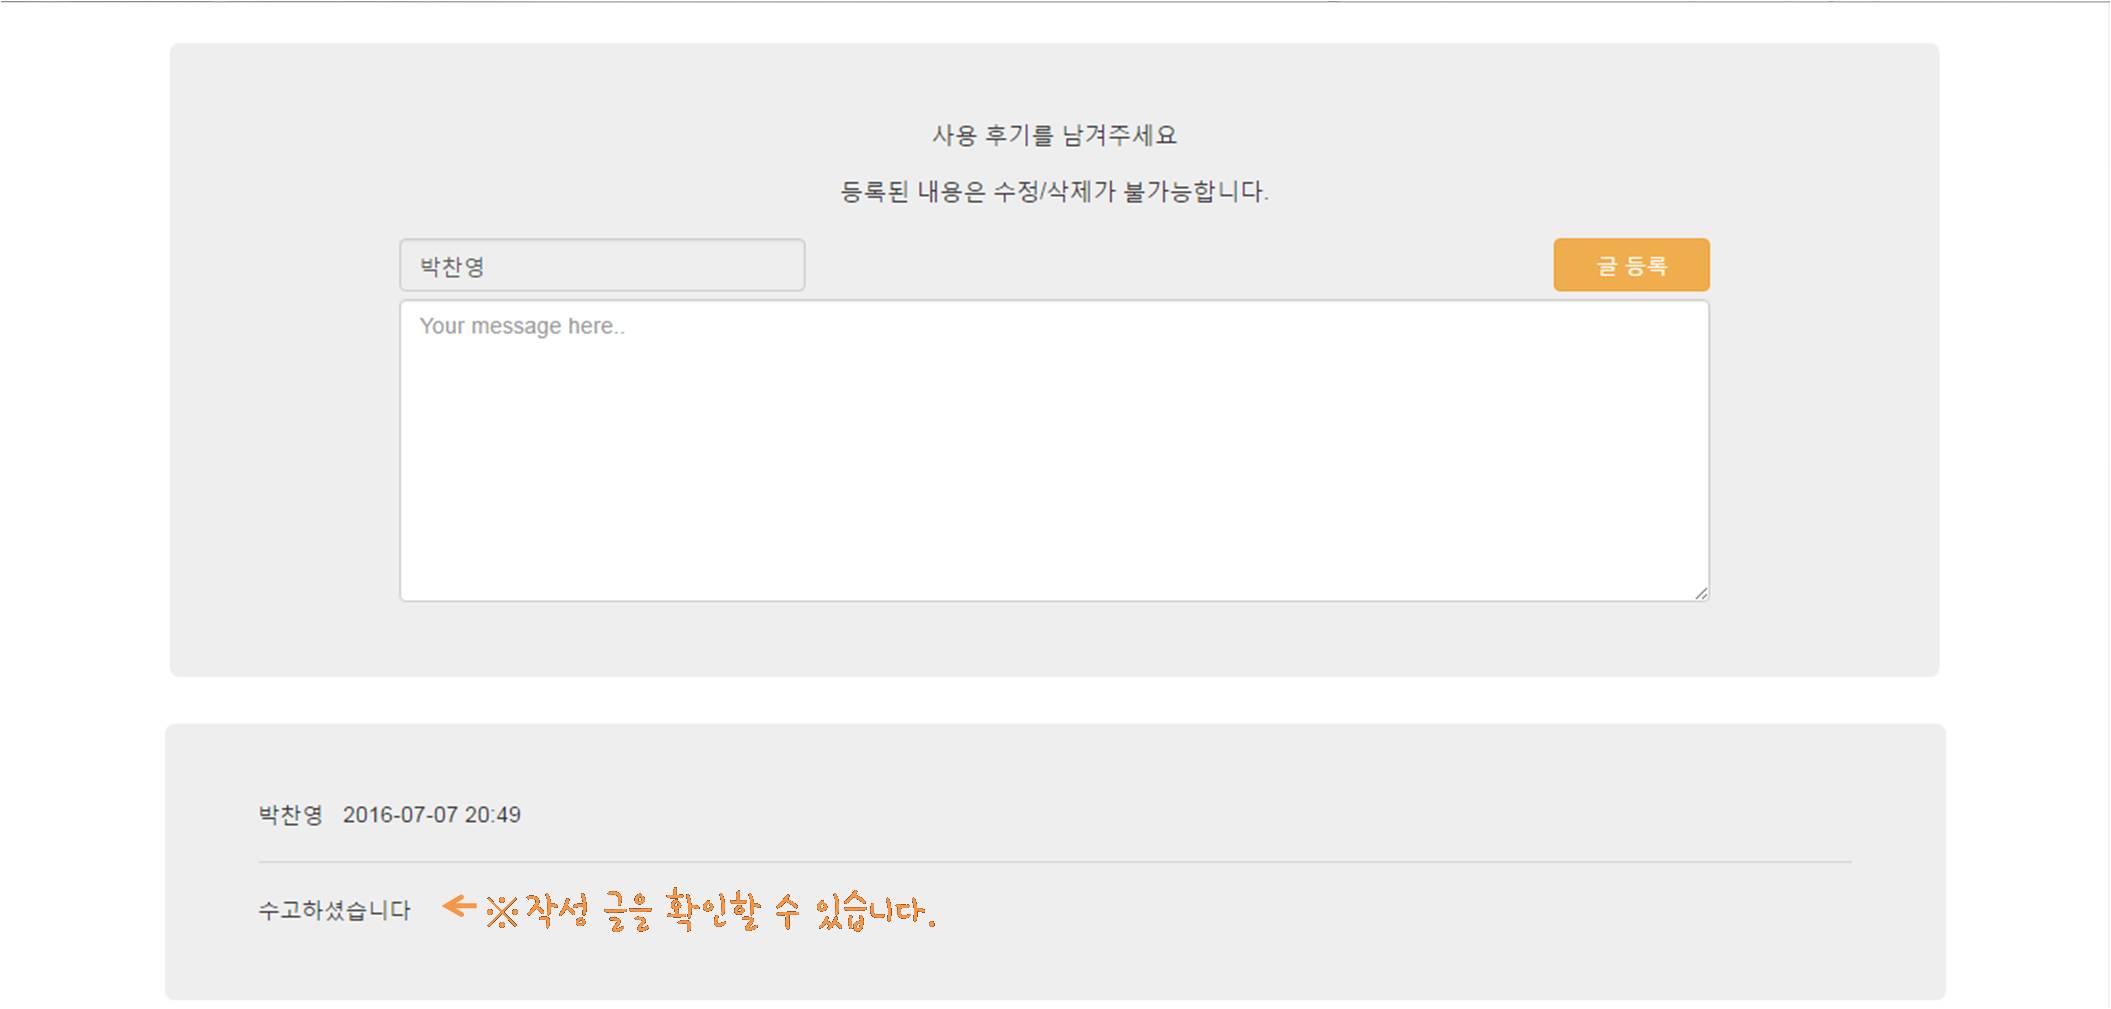 사용 후기를 남겨주세요
등록된 내용은 수정/삭제가 불가능합니다.
박찬영 글 등록
Your message here..
박찬영 2016-07-07 20:49
수고하셨습니다 ←※작성 글을 확인할 수 있습니다.